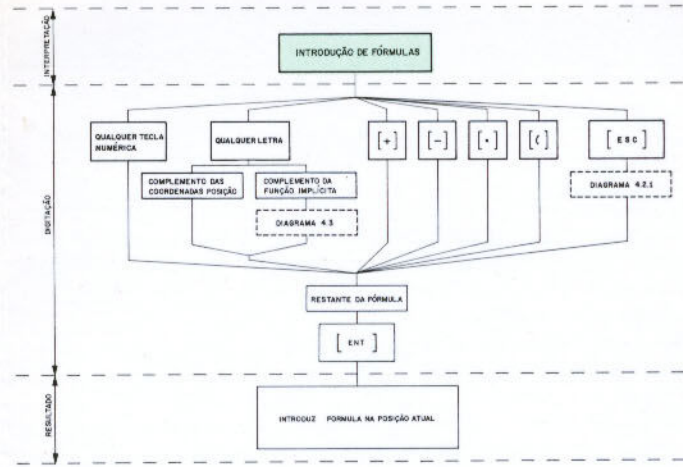 INTERPRETAÇÃO
INTRODUÇÃO DE FÓRMULAS
DIGITAÇÃO
QUALQUER TECLA
NUMÉRICA
QUALQUER LETRA
[+]
[-]
[•]
[(]
[ESC]
COMPLEMENTO DAS
COORDENADAS POSIÇÃO
COMPLEMENTO DA
FUNÇÃO IMPLÍCITA
DIAGRAMA 4.2.1
DIAGRAMA 4.3
RESTANTE DA FÓRMULA
[ENT]
RESULTADO
INTRODUZ FORMULA NA POSIÇÃO ATUAL